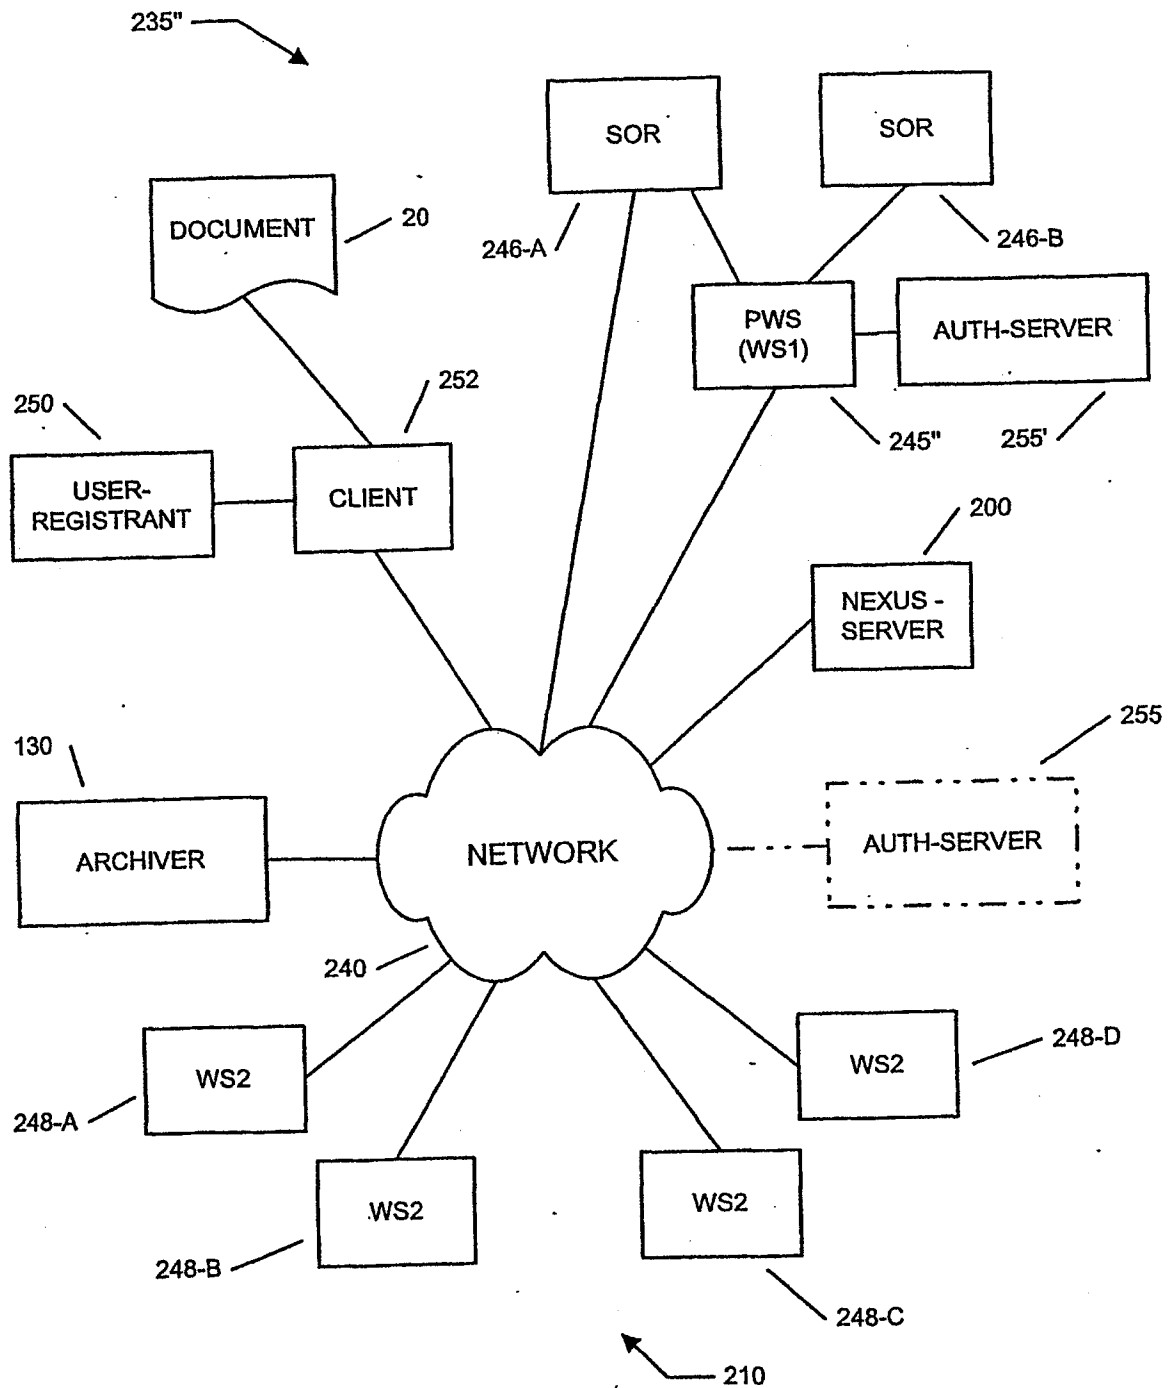 235"
SOR
SOR
DOCUMENT
20
246-A
246-B
PWS
(WS1)
AUTH-SERVER
252
250
245"
255'
USER-
REGISTRANT
CLIENT
200
NEXUS -
SERVER
130
255
ARCHIVER
NETWORK
AUTH-SERVER
240
WS2
248-A
WS2
248-D
WS2
248-B
WS2
248-C
210